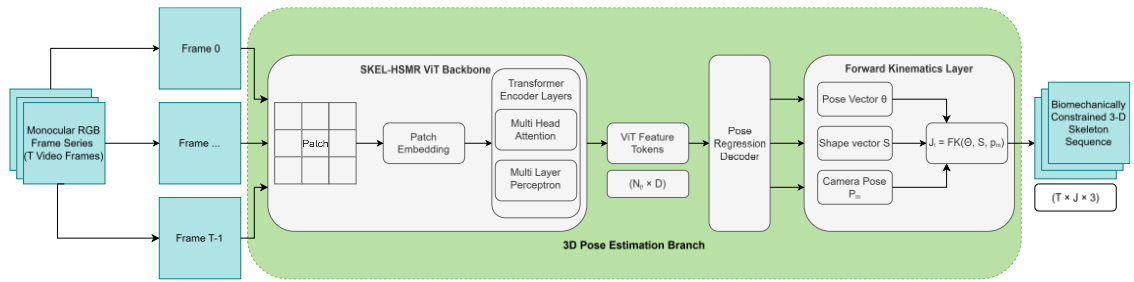 Monocular RGB
Frame Series
(T Video Frames)
Frame 0
Frame ...
Frame T-1
SKEL-HSMR ViT Backbone
Patch
Patch
Embedding
Transformer
Encoder Layers
Multi Head
Attention
Multi Layer
Perceptron
ViT Feature
Tokens
(Nₚ × D)
Pose
Regression
Decoder
Forward Kinematics Layer
Pose Vector θ
Shape vector S
Camera Pose
Pₘ
Jₜ = FK(Θ, S, pₘ)
3D Pose Estimation Branch
Biomechanically
Constrained 3-D
Skeleton
Sequence
(T × J × 3)